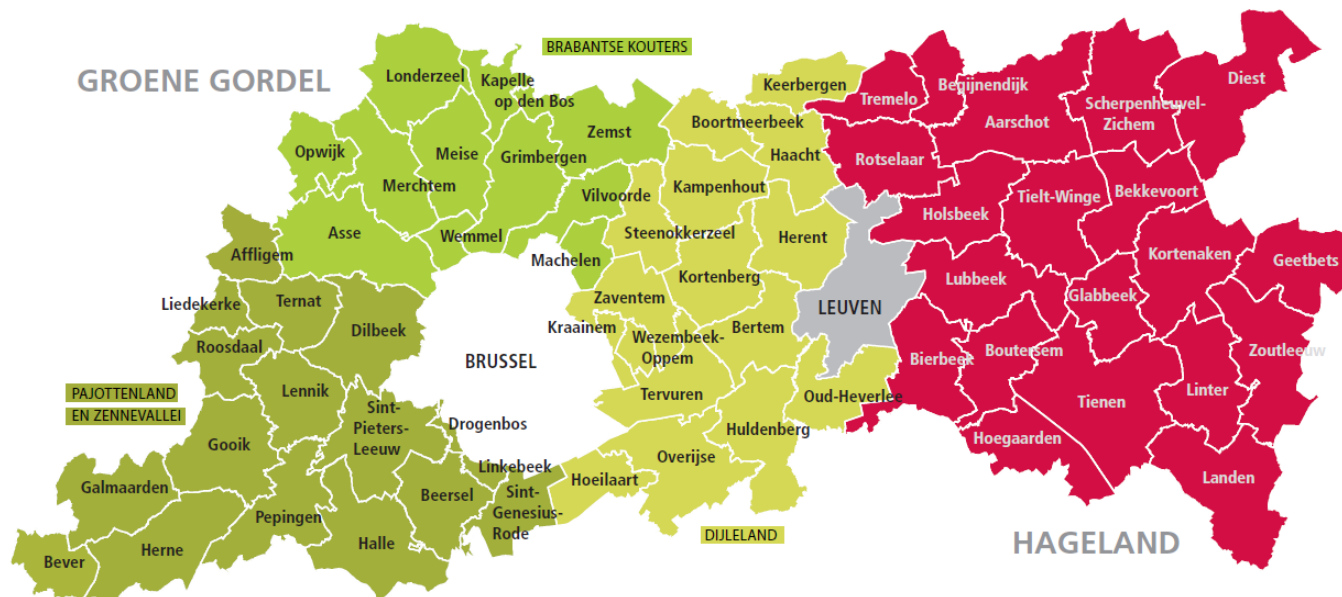 GROENE GORDEL
BRABANTSE KOUTERS
Londerzeel
Kapelle
op den Bos
Keerbergen
Tremelo
Begijnendijk
Diest
Scherpenheuvel-
Zichem
Boortmeerbeek
Aarschot
Zemst
Opwijk
Meise
Grimbergen
Haacht
Rotselaar
Merchtem
Vilvoorde
Kampenhout
Tielt-Winge
Bekkevoort
Holsbeek
Asse
Wemmel
Steenokkerzeel
Herent
Affligem
Machelen
Kortenberg
Kortenaken
Geetbets
Lubbeek
Glabbeek
Liedekerke
Ternat
Zaventem
LEUVEN
Dilbeek
Kraainem
Bertem
Roosdaal
Wezembeek-
Oppem
Boutersem
Zoutleeuw
BRUSSEL
Bierbeek
PAJOTTENLAND
EN ZENNEVALLEI
Lennik
Tervuren
Oud-Heverlee
Tienen
Linter
Sint-
Pieters-
Leeuw
Drogenbos
Huldenberg
Hoegaarden
Gooik
Overijse
Linkebeek
Hoeilaart
Landen
Galmaarden
Beersel
Sint-
Genesius-
Rode
Pepingen
DIJLELAND
Halle
HAGELAND
Herne
Bever